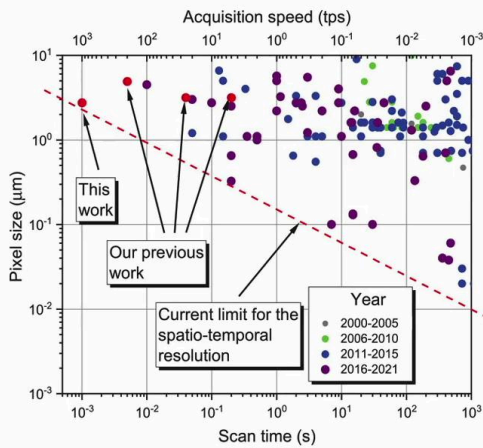 Acquisition speed (tps)
10³ 10² 10¹ 10⁰ 10⁻¹ 10⁻² 10⁻³
10¹
10⁰
10⁻¹
10⁻²
10⁻³
Pixel size (µm)
This
work
Our previous
work
Current limit for the
spatio-temporal
resolution
Year
2000-2005
2006-2010
2011-2015
2016-2021
10⁻³ 10⁻² 10⁻¹ 10⁰ 10¹ 10² 10³
Scan time (s)